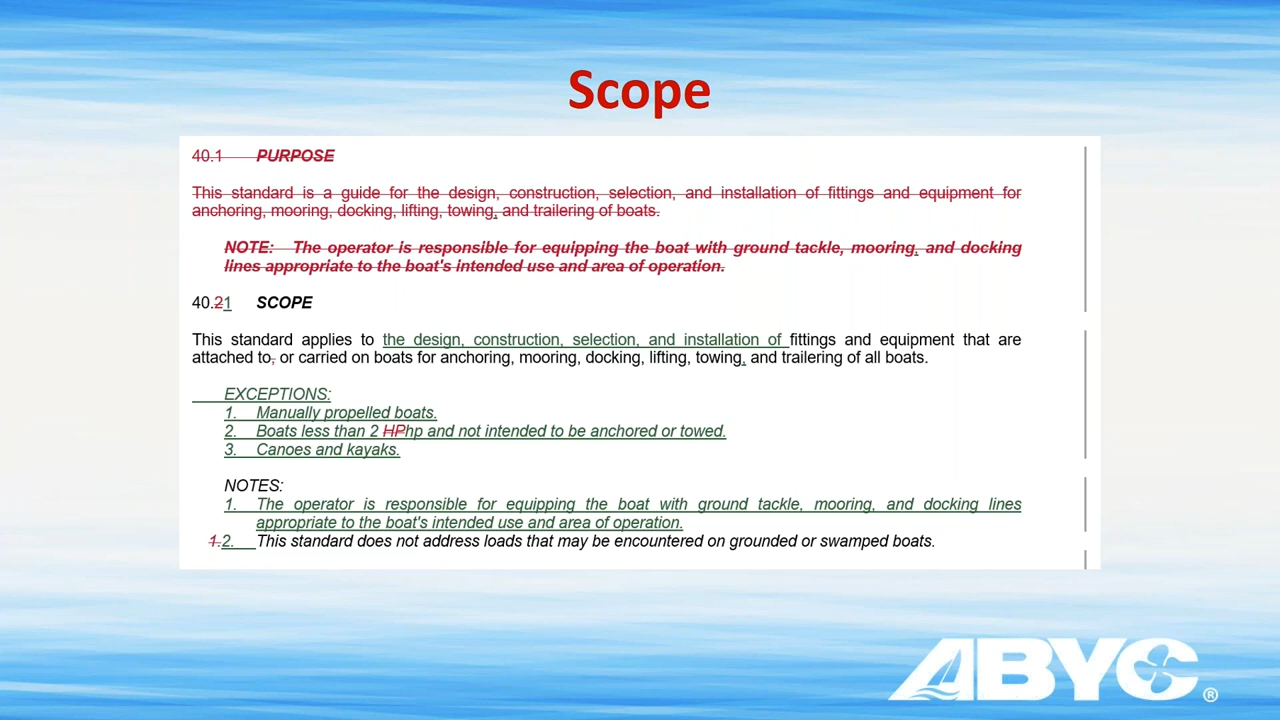 Scope
40.1 PURPOSE
This standard is a guide for the design, construction, selection, and installation of fittings and equipment for
anchoring, mooring, docking, lifting, towing, and trailering of boats.
NOTE: The operator is responsible for equipping the boat with ground tackle, mooring, and docking
lines appropriate to the boat's intended use and area of operation.
40.21 SCOPE
This standard applies to the design, construction, selection, and installation of fittings and equipment that are
attached to, or carried on boats for anchoring, mooring, docking, lifting, towing, and trailering of all boats.
EXCEPTIONS:
1. Manually propelled boats.
2. Boats less than 2 HPhp and not intended to be anchored or towed.
3. Canoes and kayaks.
NOTES:
1. The operator is responsible for equipping the boat with ground tackle, mooring, and docking lines
appropriate to the boat's intended use and area of operation.
1.2. This standard does not address loads that may be encountered on grounded or swamped boats.
ABYC®